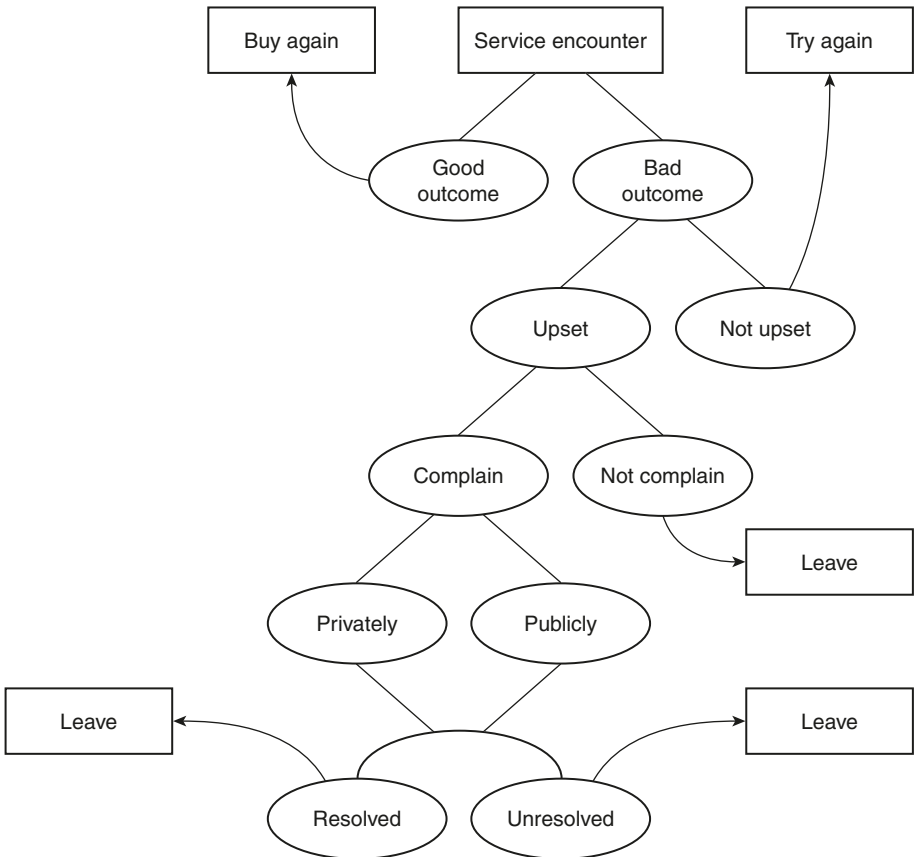 Buy again
Service encounter
Try again
Good
outcome
Bad
outcome
Upset
Not upset
Complain
Not complain
Leave
Privately
Publicly
Leave
Leave
Resolved
Unresolved